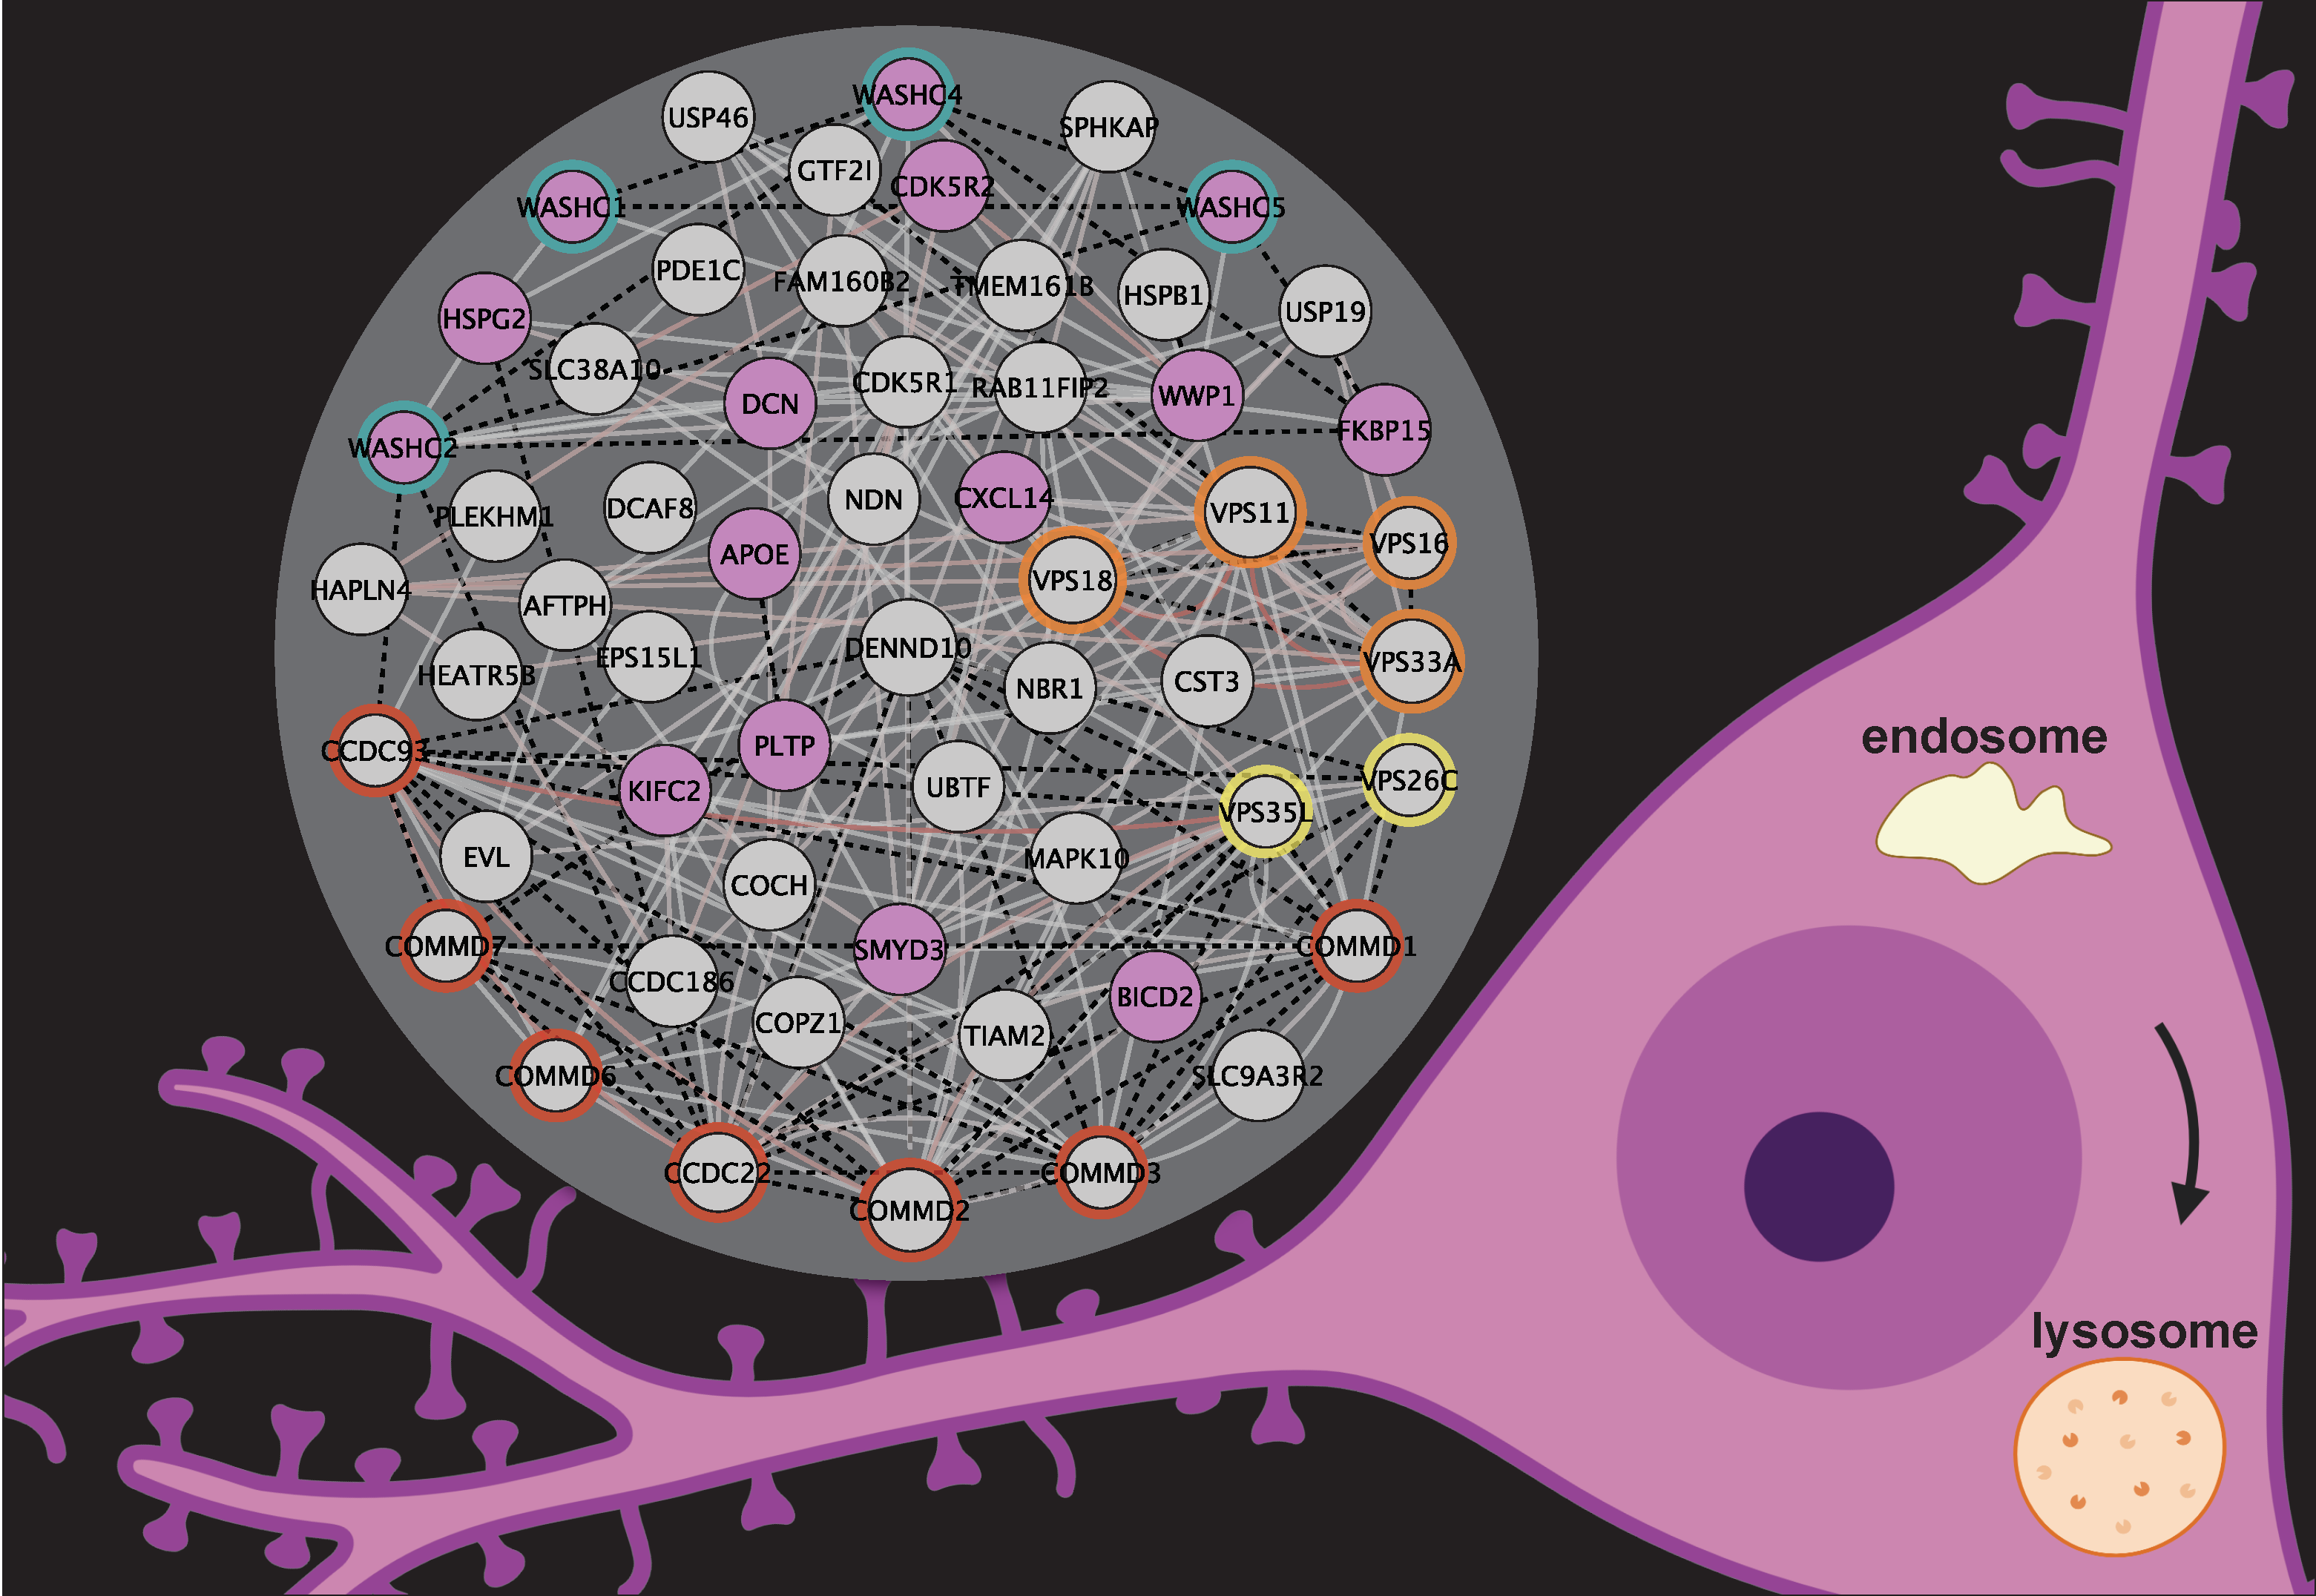 WASHC4
USP46
SPHKAP
GTF2I
CDK5R2
WASHC1
WASHC5
PDE1C
FAM160B2
TMEM161B
HSPB1
USP19
HSPG2
SLC38A10
CDK5R1
RAB11FIP2
WWP1
DCN
FKBP15
WASHC2
NDN
CXCL14
DCAF8
PLEKHM1
VPS11
VPS16
APOE
VPS18
HAPLN4
AFTPH
DENND10
EPS15L1
VPS33A
HEATR5B
NBR1
CST3
endosome
PLTP
CCDC93
VPS26C
KIFC2
UBTF
VPS35L
EVL
MAPK10
COCH
COMMD7
SMYD3
COMMD1
CCDC186
BICD2
COPZ1
TIAM2
COMMD6
SLC9A3R2
CCDC22
COMMD3
COMMD2
lysosome